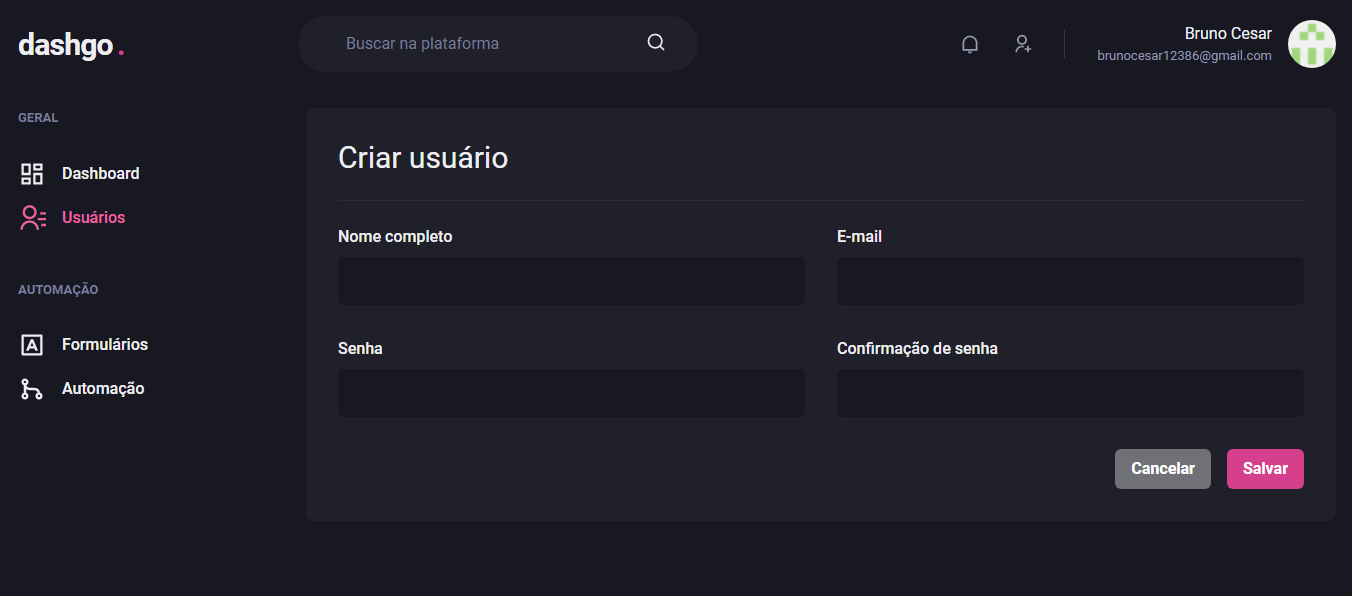 dashgo.
Buscar na plataforma
Bruno Cesar
brunocesar12386@gmail.com
GERAL
Dashboard
Usuários
AUTOMAÇÃO
Formulários
Automação
Criar usuário
Nome completo
E-mail
Senha
Confirmação de senha
Cancelar
Salvar